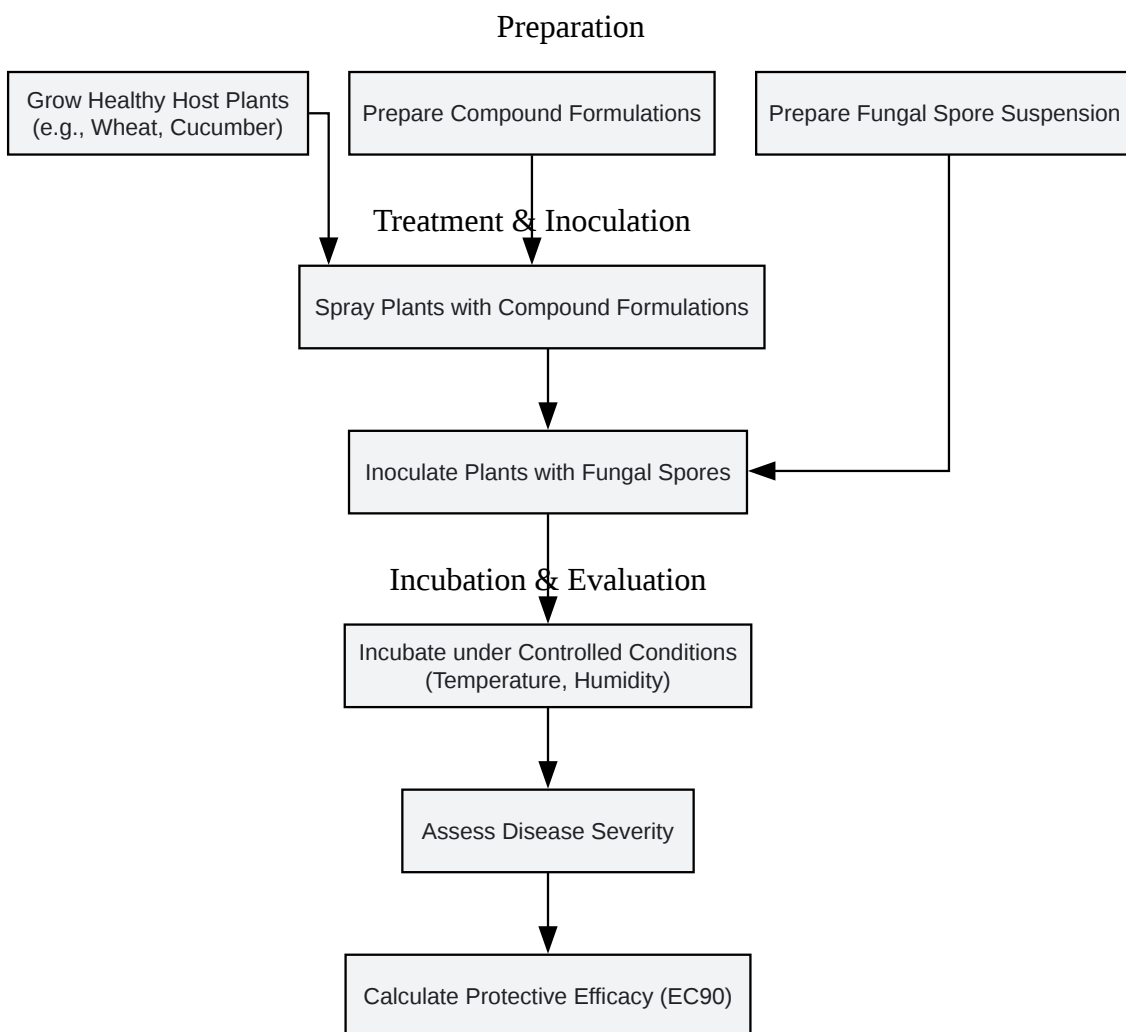 Preparation
Grow Healthy Host Plants
(e.g., Wheat, Cucumber)
Prepare Compound Formulations
Prepare Fungal Spore Suspension
Treatment & Inoculation
Spray Plants with Compound Formulations
Inoculate Plants with Fungal Spores
Incubation & Evaluation
Incubate under Controlled Conditions
(Temperature, Humidity)
Assess Disease Severity
Calculate Protective Efficacy (EC90)